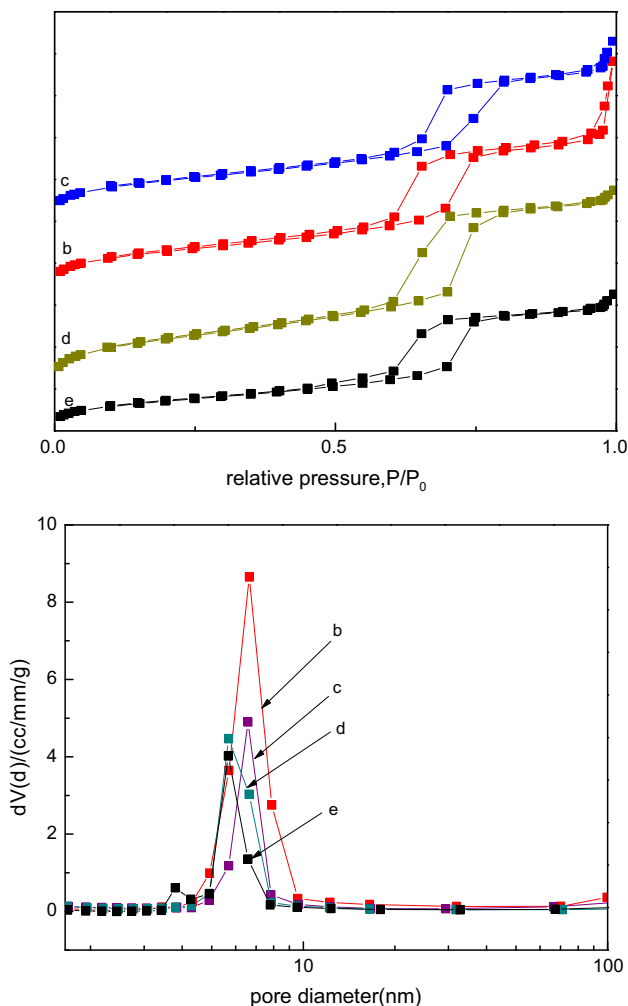 c
b
d
e
0.0
0.5
1.0
relative pressure,P/P0
10
8
6
4
2
0
b
c
d
e
dV(d)/(cc/mm/g)
10
100
pore diameter(nm)